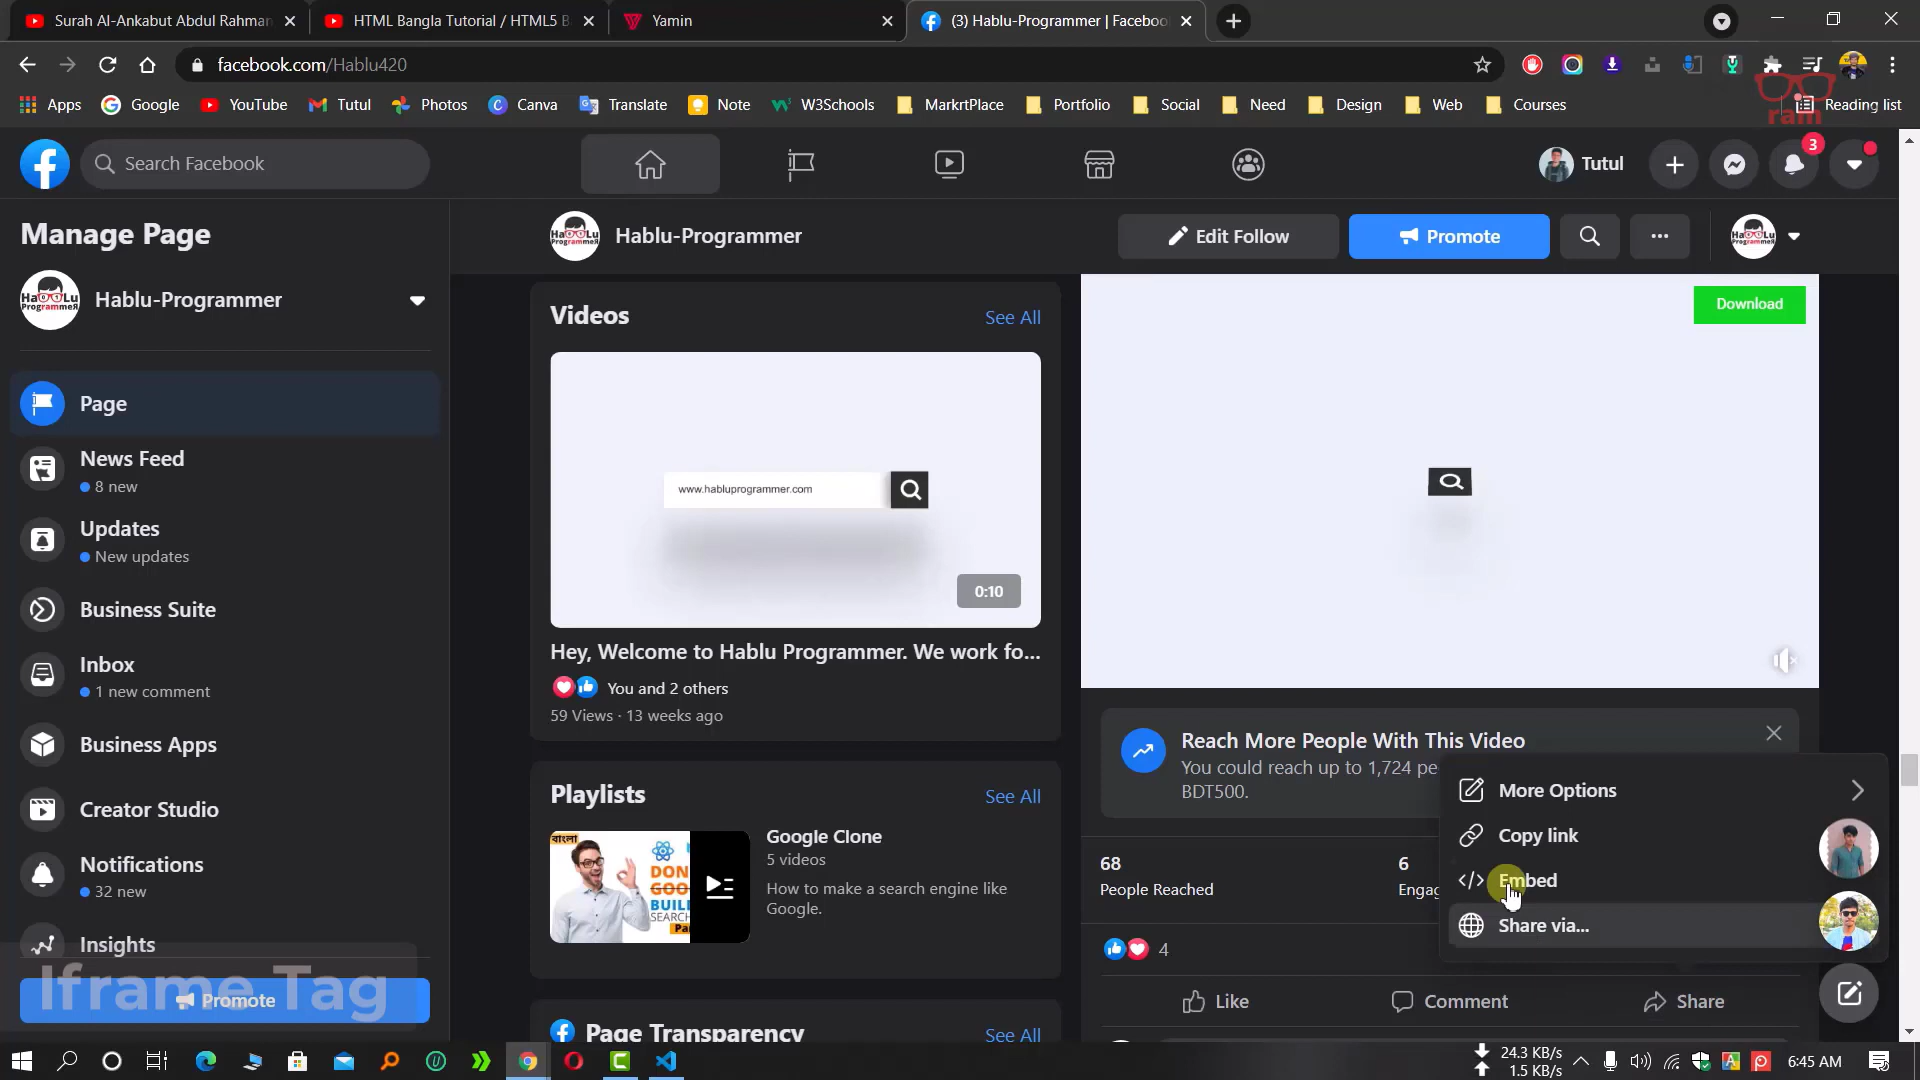 Surah Al-Ankabut Abdul Rahman
HTML Bangla Tutorial / HTML5 B
Yamin
(3) Hablu-Programmer | Faceboo
facebook.com/Hablu420
Apps
Google
YouTube
Tutul
Photos
Canva
Translate
Note
W3Schools
MarkrtPlace
Portfolio
Social
Need
Design
Web
Courses
Reading list
Search Facebook
Tutul
3
Manage Page
Hablu-Programmer
Page
News Feed
8 new
Updates
New updates
Business Suite
Inbox
1 new comment
Business Apps
Creator Studio
Notifications
32 new
Insights
Promote
Iframe Tag
Hablu-Programmer
Edit Follow
Promote
Videos
See All
www.habluprogrammer.com
0:10
Hey, Welcome to Hablu Programmer. We work fo...
You and 2 others
59 Views · 13 weeks ago
Playlists
See All
বাংলা
Google Clone
5 videos
How to make a search engine like
Google.
Page Transparency
See All
Download
Reach More People With This Video
You could reach up to 1,724 pe
BDT500.
68
People Reached
6
Engag
More Options
Copy link
Embed
Share via...
4
Like
Comment
Share
24.3 KB/s
1.5 KB/s
6:45 AM